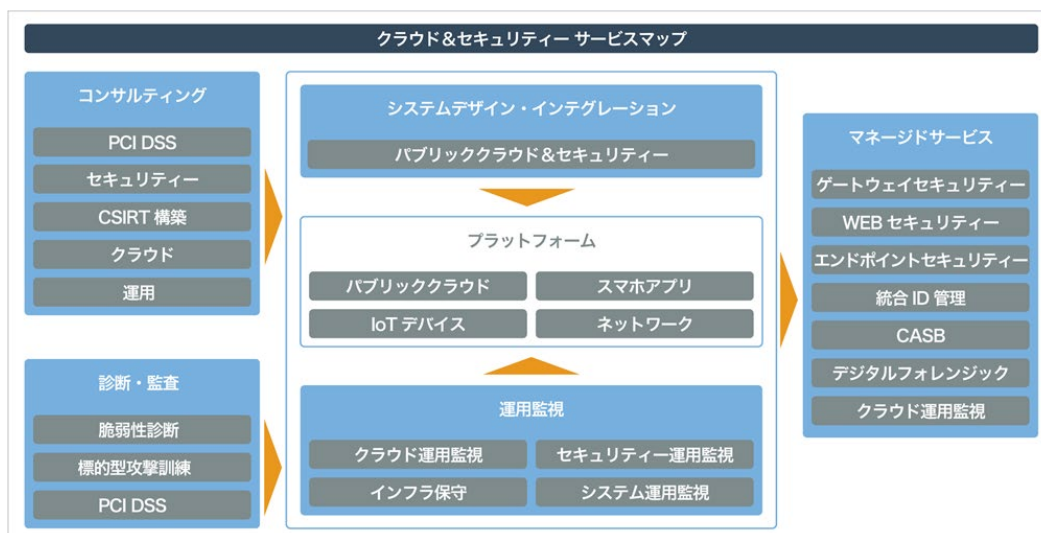 クラウド&セキュリティー サービスマップ
コンサルティング
PCI DSS
セキュリティー
CSIRT 構築
クラウド
運用
診断・監査
脆弱性診断
標的型攻撃訓練
PCI DSS
システムデザイン・インテグレーション
パブリッククラウド&セキュリティー
プラットフォーム
パブリッククラウド
スマホアプリ
IoT デバイス
ネットワーク
運用監視
クラウド運用監視
セキュリティー運用監視
インフラ保守
システム運用監視
マネージドサービス
ゲートウェイセキュリティー
WEB セキュリティー
エンドポイントセキュリティー
統合 ID 管理
CASB
デジタルフォレンジック
クラウド運用監視